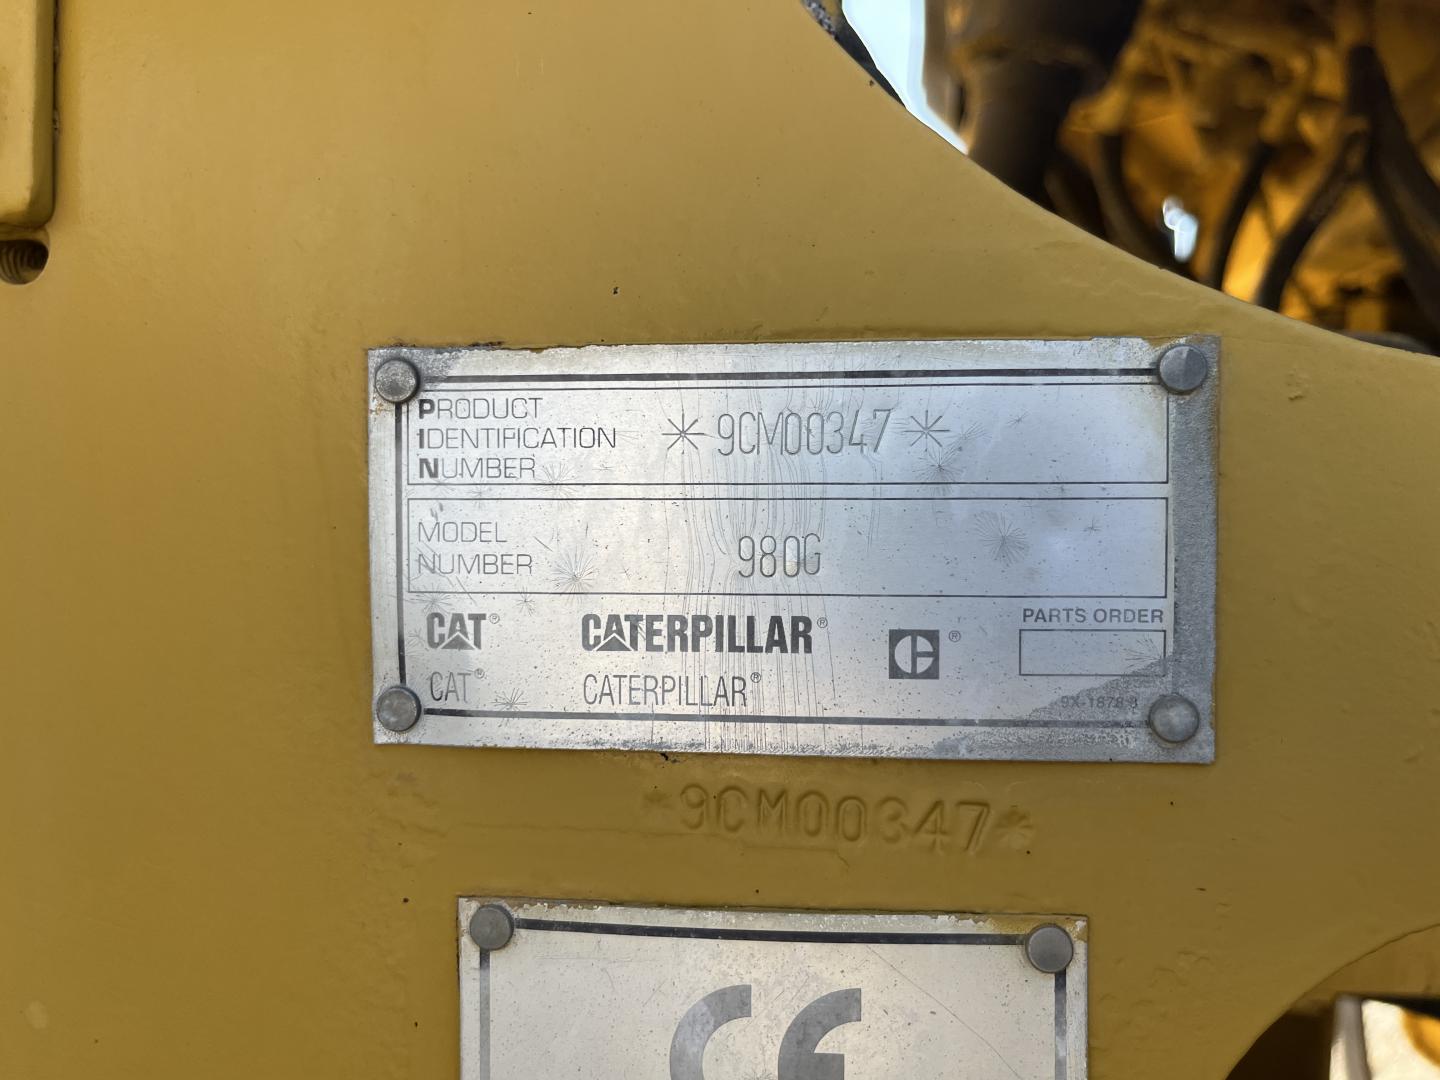 PRODUCT
IDENTIFICATION
NUMBER
*9CM00347*
MODEL
NUMBER
980G
CAT® CATERPILLAR® ®
PARTS ORDER
CAT® CATERPILLAR®
*9CM00347*
CE